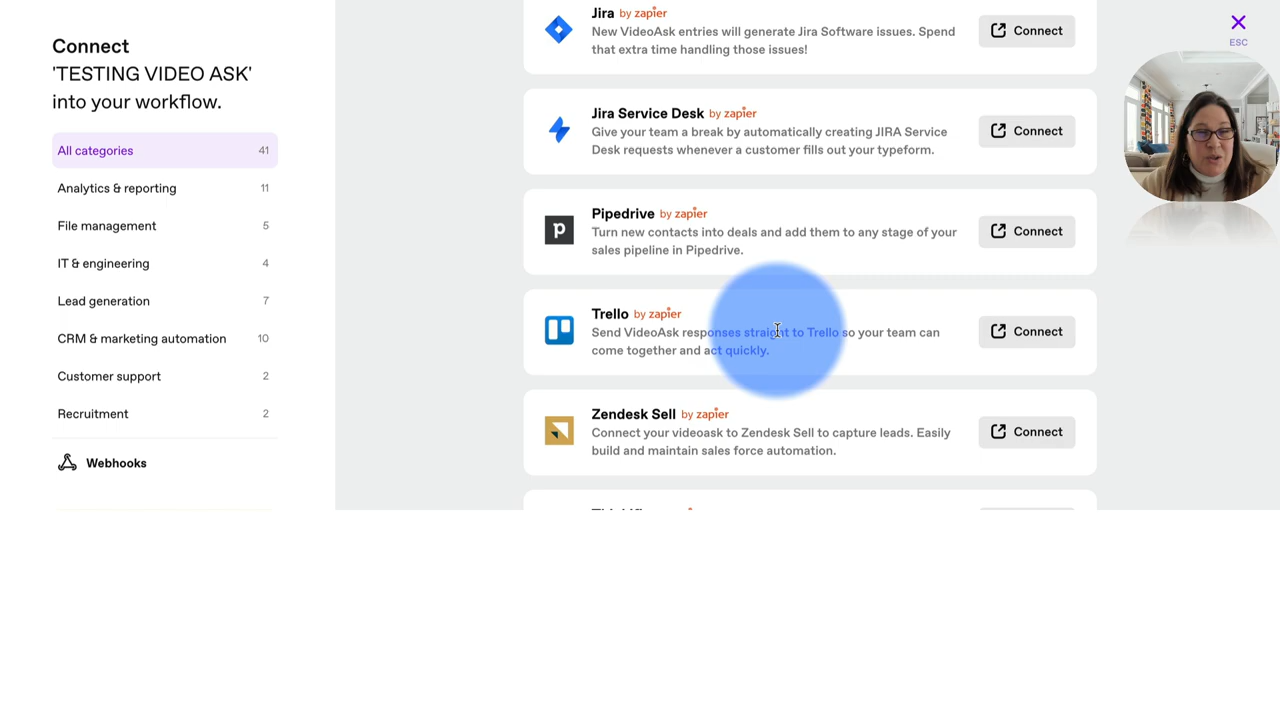 Connect
'TESTING VIDEO ASK'
into your workflow.
All categories 41
Analytics & reporting 11
File management 5
IT & engineering 4
Lead generation 7
CRM & marketing automation 10
Customer support 2
Recruitment 2
Webhooks
Jira by zapier
New VideoAsk entries will generate Jira Software issues. Spend
that extra time handling those issues!
Connect
Jira Service Desk by zapier
Give your team a break by automatically creating JIRA Service
Desk requests whenever a customer fills out your typeform.
Connect
Pipedrive by zapier
Turn new contacts into deals and add them to any stage of your
sales pipeline in Pipedrive.
Connect
Trello by zapier
Send VideoAsk responses straight to Trello so your team can
come together and act quickly.
Connect
Zendesk Sell by zapier
Connect your videoask to Zendesk Sell to capture leads. Easily
build and maintain sales force automation.
Connect
ESC